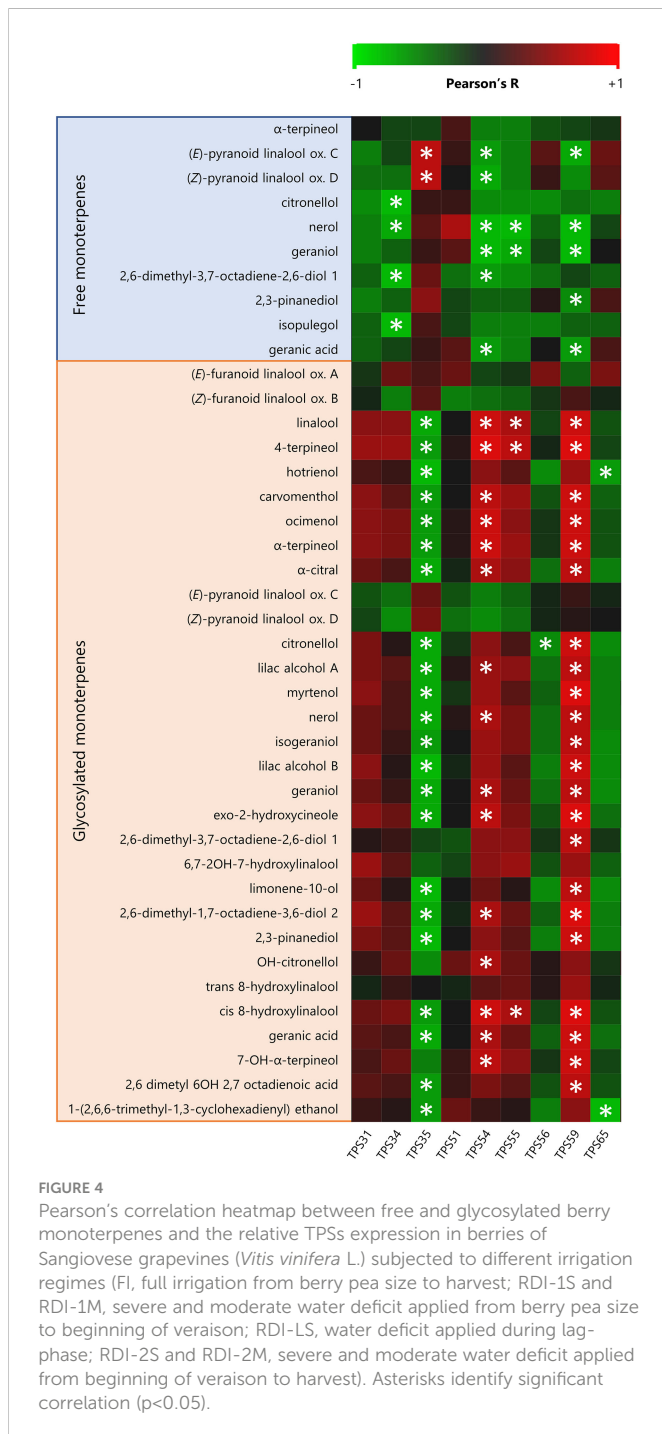 -1
Pearson's R
+1
Free monoterpenes
α-terpineol
(E)-pyranoid linalool ox. C
(Z)-pyranoid linalool ox. D
citronellol
nerol
geraniol
2,6-dimethyl-3,7-octadiene-2,6-diol 1
2,3-pinanediol
isopulegol
geranic acid
Glycosylated monoterpenes
(E)-furanoid linalool ox. A
(Z)-furanoid linalool ox. B
linalool
4-terpineol
hotrienol
carvomenthol
ocimenol
α-terpineol
α-citral
(E)-pyranoid linalool ox. C
(Z)-pyranoid linalool ox. D
citronellol
lilac alcohol A
myrtenol
nerol
isogeraniol
lilac alcohol B
geraniol
exo-2-hydroxycineole
2,6-dimethyl-3,7-octadiene-2,6-diol 1
6,7-2OH-7-hydroxylinalool
limonene-10-ol
2,6-dimethyl-1,7-octadiene-3,6-diol 2
2,3-pinanediol
OH-citronellol
trans 8-hydroxylinalool
cis 8-hydroxylinalool
geranic acid
7-OH-α-terpineol
2,6 dimetyl 6OH 2,7 octadienoic acid
1-(2,6,6-trimethyl-1,3-cyclohexadienyl) ethanol
TPS31
TPS34
TPS35
TPS51
TPS54
TPS55
TPS56
TPS59
TPS65
FIGURE 4
Pearson's correlation heatmap between free and glycosylated berry
monoterpenes and the relative TPSs expression in berries of
Sangiovese grapevines (Vitis vinifera L.) subjected to different irrigation
regimes (FI, full irrigation from berry pea size to harvest; RDI-1S and
RDI-1M, severe and moderate water deficit applied from berry pea size
to beginning of veraison; RDI-LS, water deficit applied during lag-
phase; RDI-2S and RDI-2M, severe and moderate water deficit applied
from beginning of veraison to harvest). Asterisks identify significant
correlation (p<0.05).